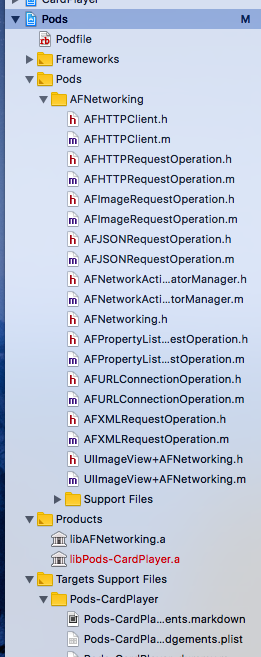 CardPlayer
Pods M
Podfile
Frameworks
Pods
AFNetworking
AFHTTPClient.h
AFHTTPClient.m
AFHTTPRequestOperation.h
AFHTTPRequestOperation.m
AFImageRequestOperation.h
AFImageRequestOperation.m
AFJSONRequestOperation.h
AFJSONRequestOperation.m
AFNetworkActi...atorManager.h
AFNetworkActi...torManager.m
AFNetworking.h
AFPropertyList...estOperation.h
AFPropertyList...stOperation.m
AFURLConnectionOperation.h
AFURLConnectionOperation.m
AFXMLRequestOperation.h
AFXMLRequestOperation.m
UIImageView+AFNetworking.h
UIImageView+AFNetworking.m
Support Files
Products
libAFNetworking.a
libPods-CardPlayer.a
Targets Support Files
Pods-CardPlayer
Pods-CardPla...ents.markdown
Pods-CardPla...dgements.plist